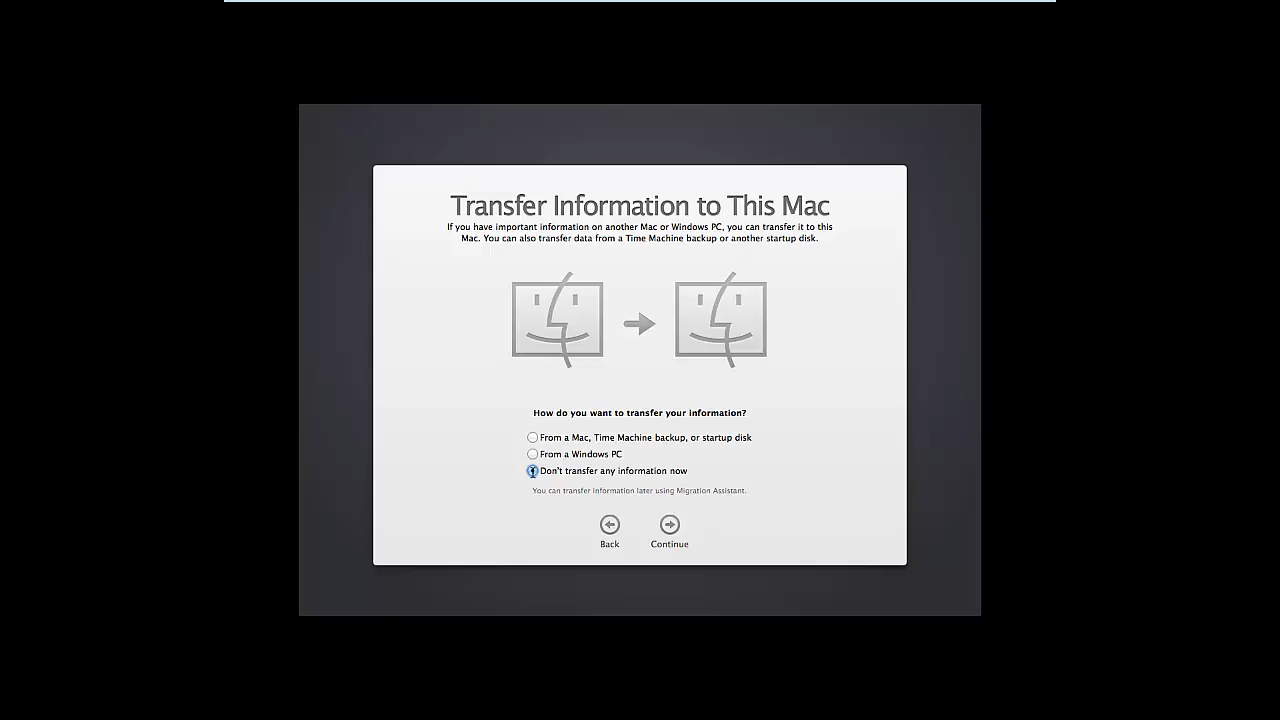 Transfer Information to This Mac
If you have important information on another Mac or Windows PC, you can transfer it to this
Mac. You can also transfer data from a Time Machine backup or another startup disk.
How do you want to transfer your information?
From a Mac, Time Machine backup, or startup disk
From a Windows PC
Don't transfer any information now
You can transfer information later using Migration Assistant.
Back
Continue